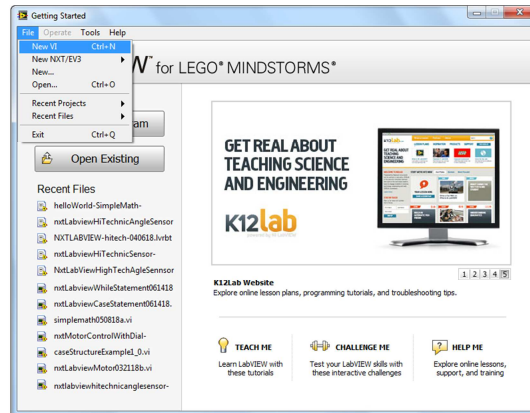 Getting Started
File Operate Tools Help
New VI Ctrl+N
New NXT/EV3
New...
Open... Ctrl+O
Recent Projects
Recent Files
Exit Ctrl+Q
W™ for LEGO® MINDSTORMS®
am
Open Existing
Recent Files
helloWorld-SimpleMath-
nxtLabviewHiTechnicAngleSensor
NXTLABVIEW-hitech-040618.lvrbt
nxtLabviewHiTechnicSensor-
NxtLabViewHighTechAgleSennsor
nxtLabviewWhileStatement061418
nxtLabviewCaseStatement061418.
simplemath050818a.vi
nxtMotorControlWithDial-
caseStructureExample1_0.vi
nxtLabviewMotor032118b.vi
nxtlabviewhitechnicanglesensor-
GET REAL ABOUT
TEACHING SCIENCE
AND ENGINEERING
K12lab
1 2 3 4 5
K12Lab Website
Explore online lesson plans, programming tutorials, and troubleshooting tips.
TEACH ME
Learn LabVIEW with
these tutorials
CHALLENGE ME
Test your LabVIEW skills with
these interactive challenges
HELP ME
Explore online lessons,
support, and training